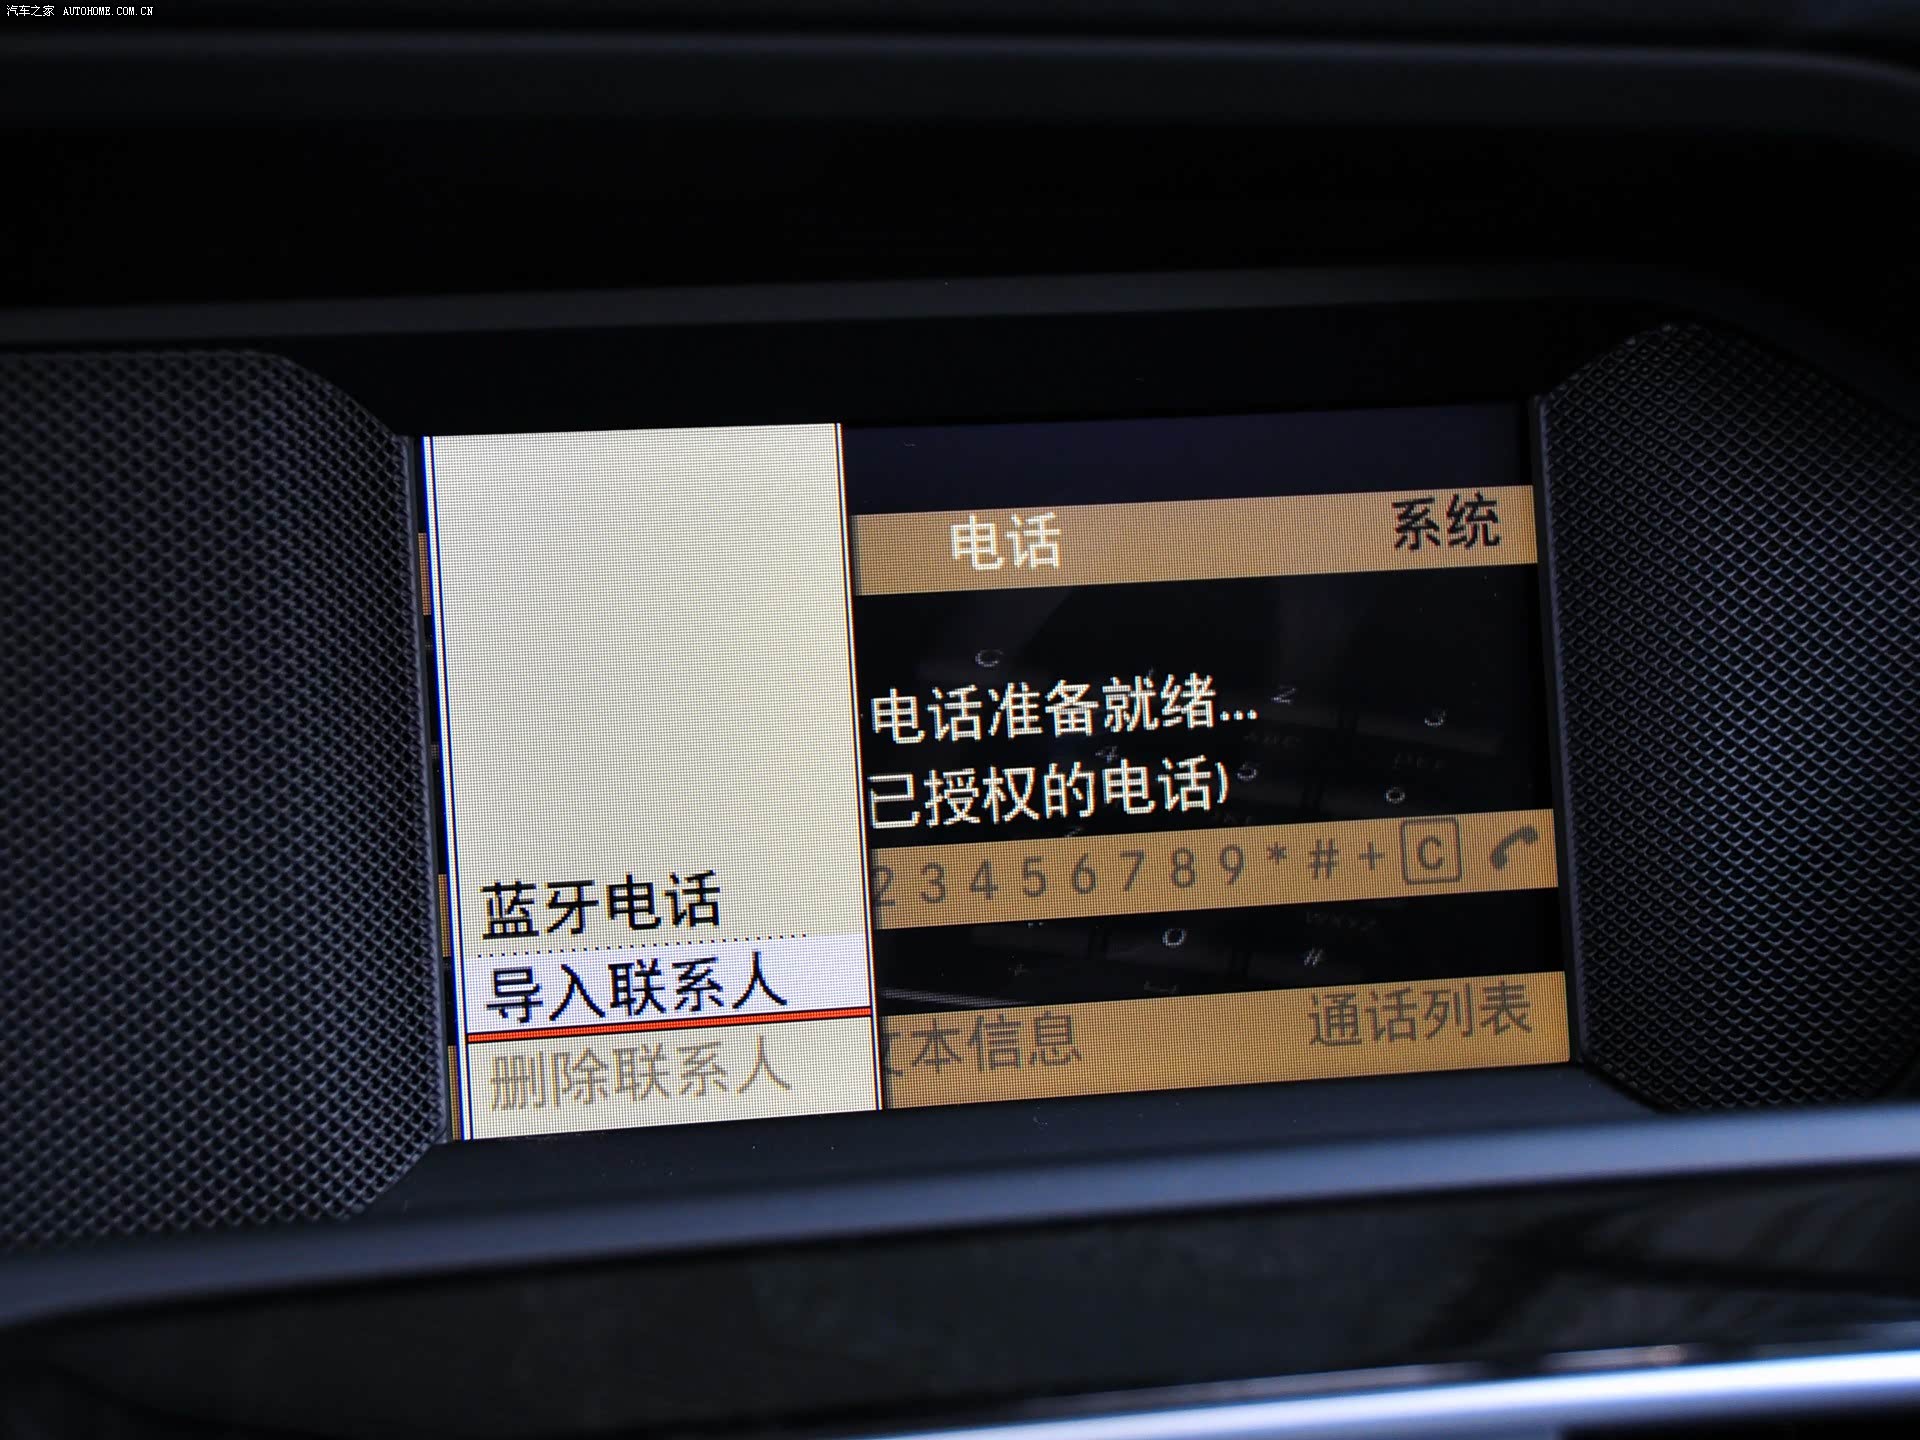 汽车之家 AUTOHOME.COM.CN
电话 系统
电话准备就绪...
已授权的电话)
2 3 4 5 6 7 8 9 * # + C
蓝牙电话
导入联系人
删除联系人
文本信息 通话列表